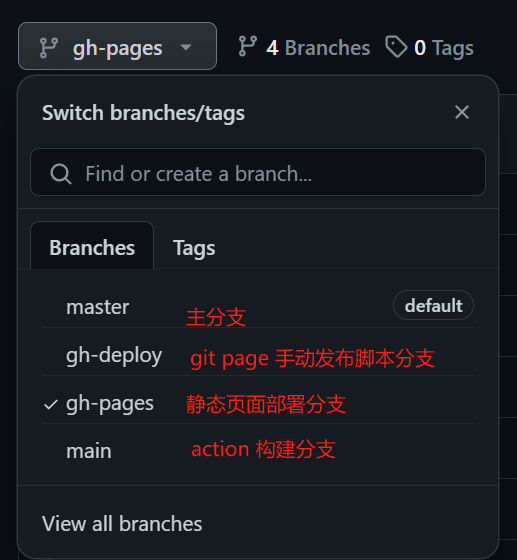 gh-pages 4 Branches 0 Tags
Switch branches/tags
Find or create a branch...
Branches Tags
master 主分支 default
gh-deploy git page 手动发布脚本分支
gh-pages 静态页面部署分支
main action 构建分支
View all branches